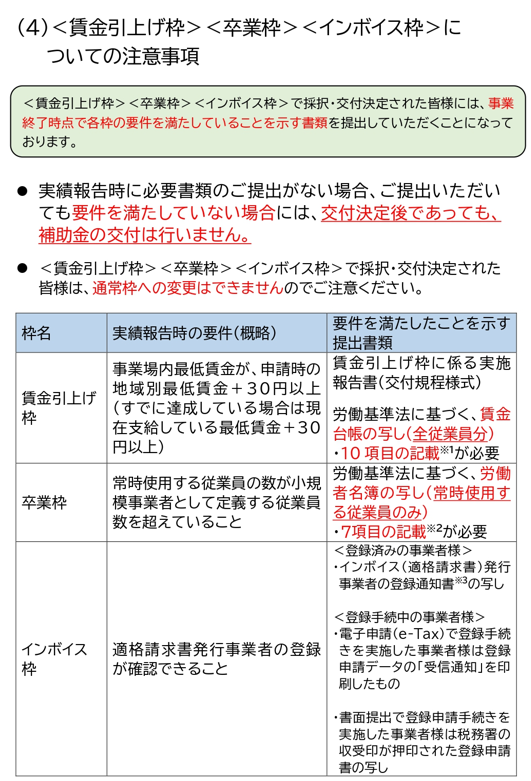 (4)<賃金引上げ枠><卒業枠><インボイス枠>に
ついての注意事項
<賃金引上げ枠><卒業枠><インボイス枠>で採択・交付決定された皆様には、事業
終了時点で各枠の要件を満たしていることを示す書類を提出していただくことになって
おります。
● 実績報告時に必要書類のご提出がない場合、ご提出いただい
ても要件を満たしていない場合には、交付決定後であっても、
補助金の交付は行いません。
● <賃金引上げ枠><卒業枠><インボイス枠>で採択・交付決定された
皆様は、通常枠への変更はできませんのでご注意ください。
枠名
実績報告時の要件(概略)
要件を満たしたことを示す
提出書類
賃金引上げ
枠
事業場内最低賃金が、申請時の
地域別最低賃金+30円以上
(すでに達成している場合は現
在支給している最低賃金+30
円以上)
賃金引上げ枠に係る実施
報告書(交付規程様式)
労働基準法に基づく、賃金
台帳の写し(全従業員分)
・10項目の記載※1が必要
卒業枠
常時使用する従業員の数が小規
模事業者として定義する従業員
数を超えていること
労働基準法に基づく、労働
者名簿の写し(常時使用す
る従業員のみ)
・7項目の記載※2が必要
インボイス
枠
適格請求書発行事業者の登録
が確認できること
<登録済みの事業者様>
・インボイス(適格請求書)発行
事業者の登録通知書※3の写し
<登録手続中の事業者様>
・電子申請(e-Tax)で登録手続
きを実施した事業者様は登録
申請データの「受信通知」を印
刷したもの
・書面提出で登録申請手続きを
実施した事業者様は税務署の
収受印が押印された登録申請
書の写し